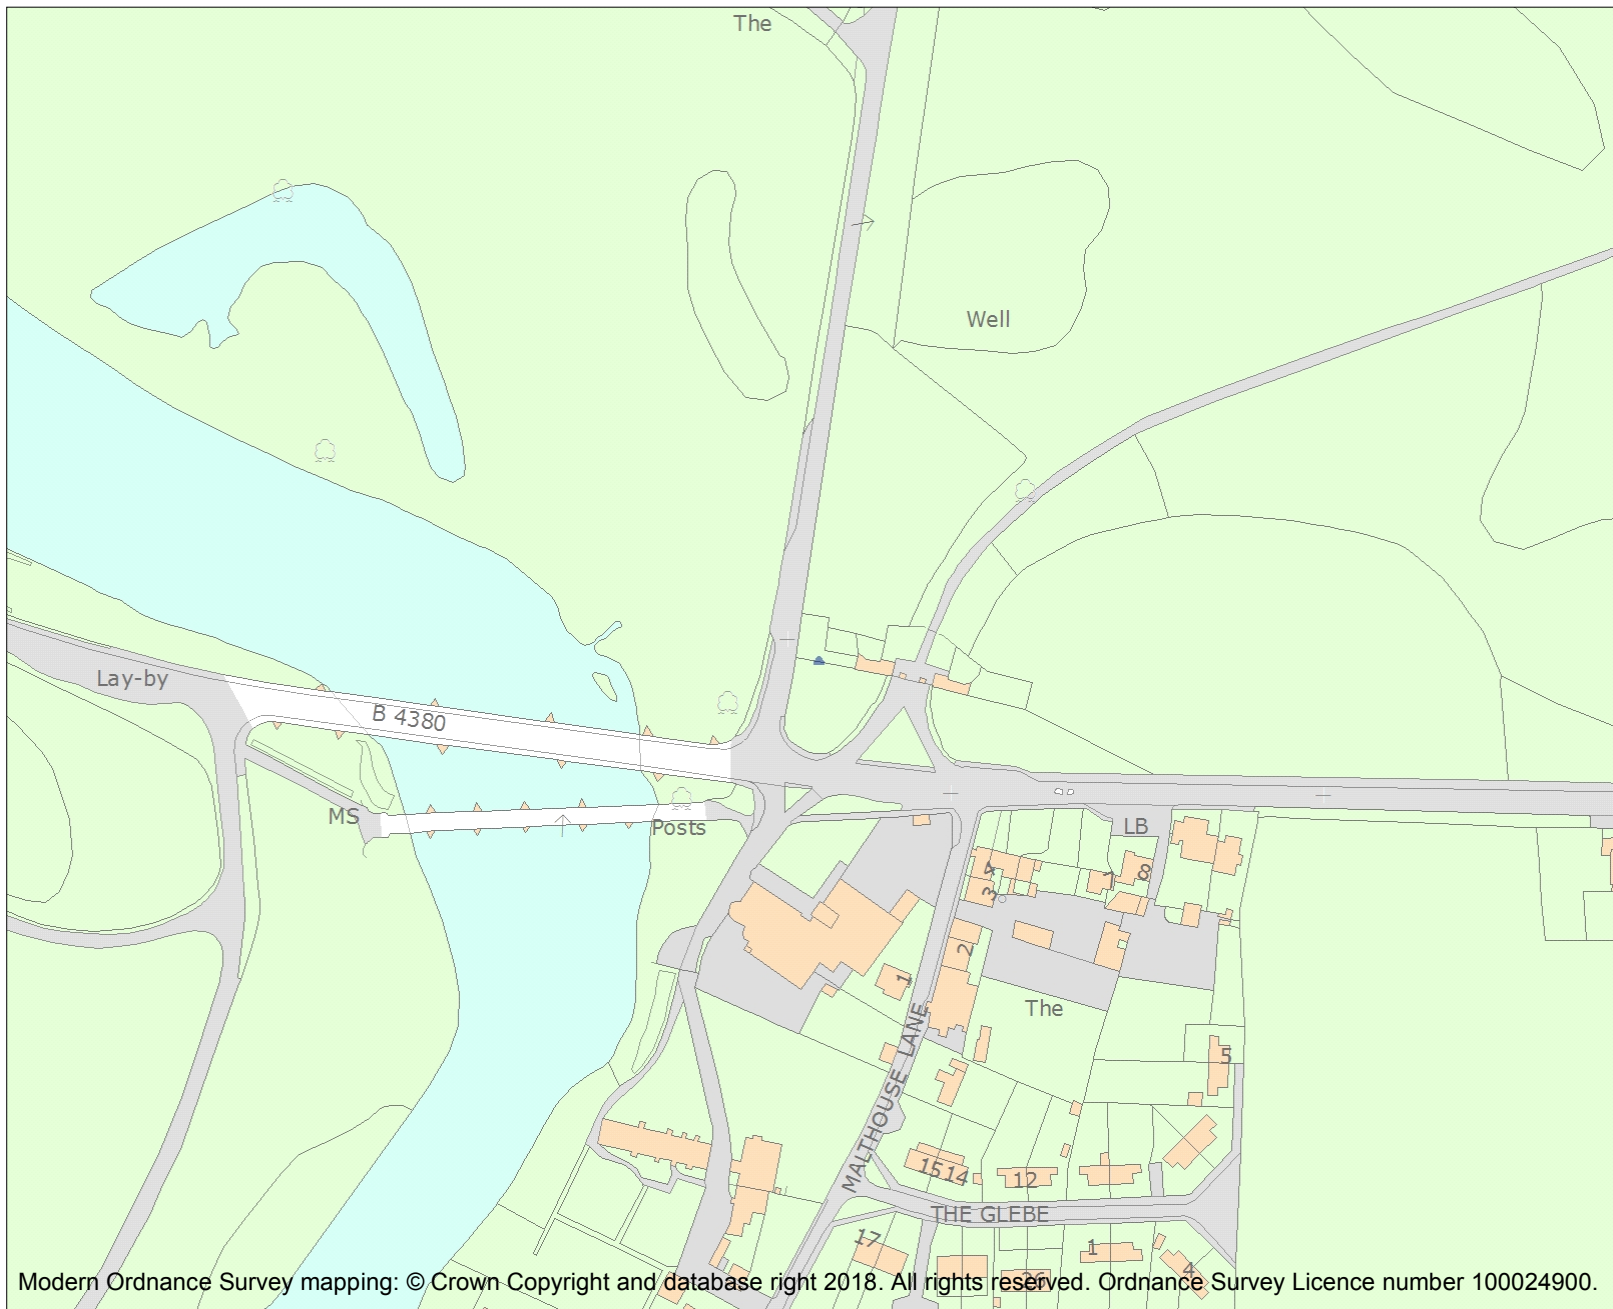 The
Well
Lay-by
B 4380
MS
Posts
LB
4
3
7
8
2
1
The
MALTHOUSE LANE
5
15 14
12
THE GLEBE
17
1
4
26
Modern Ordnance Survey mapping: © Crown Copyright and database right 2018. All rights reserved. Ordnance Survey Licence number 100024900.